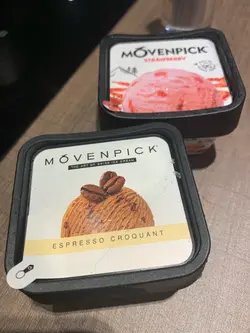 MÖVENPICK
STRAWBERRY
MÖVENPICK
THE ART OF SWISS ICE CREAM
ESPRESSO CROQUANT